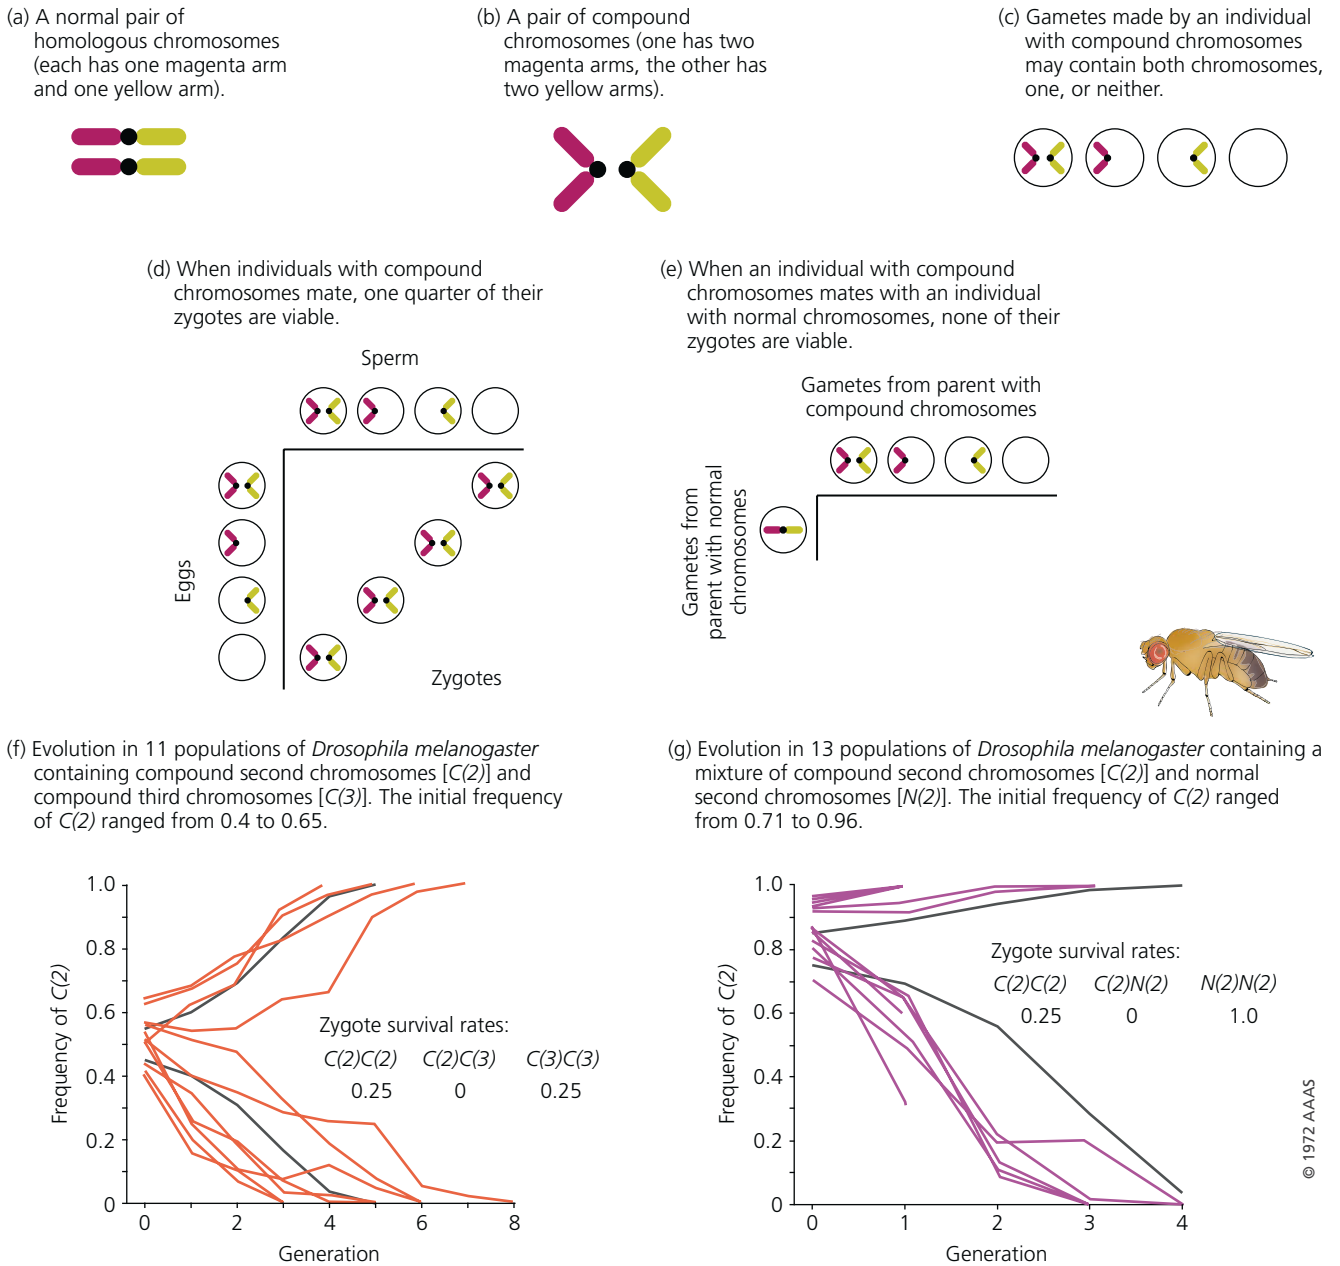 (a) A normal pair of
homologous chromosomes
(each has one magenta arm
and one yellow arm).
(b) A pair of compound
chromosomes (one has two
magenta arms, the other has
two yellow arms).
(c) Gametes made by an individual
with compound chromosomes
may contain both chromosomes,
one, or neither.
(d) When individuals with compound
chromosomes mate, one quarter of their
zygotes are viable.
Sperm
Eggs
Zygotes
(e) When an individual with compound
chromosomes mates with an individual
with normal chromosomes, none of their
zygotes are viable.
Gametes from parent with
compound chromosomes
Gametes from
parent with normal
chromosomes
(f) Evolution in 11 populations of Drosophila melanogaster
containing compound second chromosomes [C(2)] and
compound third chromosomes [C(3)]. The initial frequency
of C(2) ranged from 0.4 to 0.65.
Frequency of C(2)
1.0
0.8
0.6
0.4
0.2
0
Zygote survival rates:
C(2)C(2) C(2)C(3) C(3)C(3)
0.25 0 0.25
0 2 4 6 8
Generation
(g) Evolution in 13 populations of Drosophila melanogaster containing a
mixture of compound second chromosomes [C(2)] and normal
second chromosomes [N(2)]. The initial frequency of C(2) ranged
from 0.71 to 0.96.
Frequency of C(2)
1.0
0.8
0.6
0.4
0.2
0
Zygote survival rates:
C(2)C(2) C(2)N(2) N(2)N(2)
0.25 0 1.0
0 1 2 3 4
Generation
© 1972 AAAS